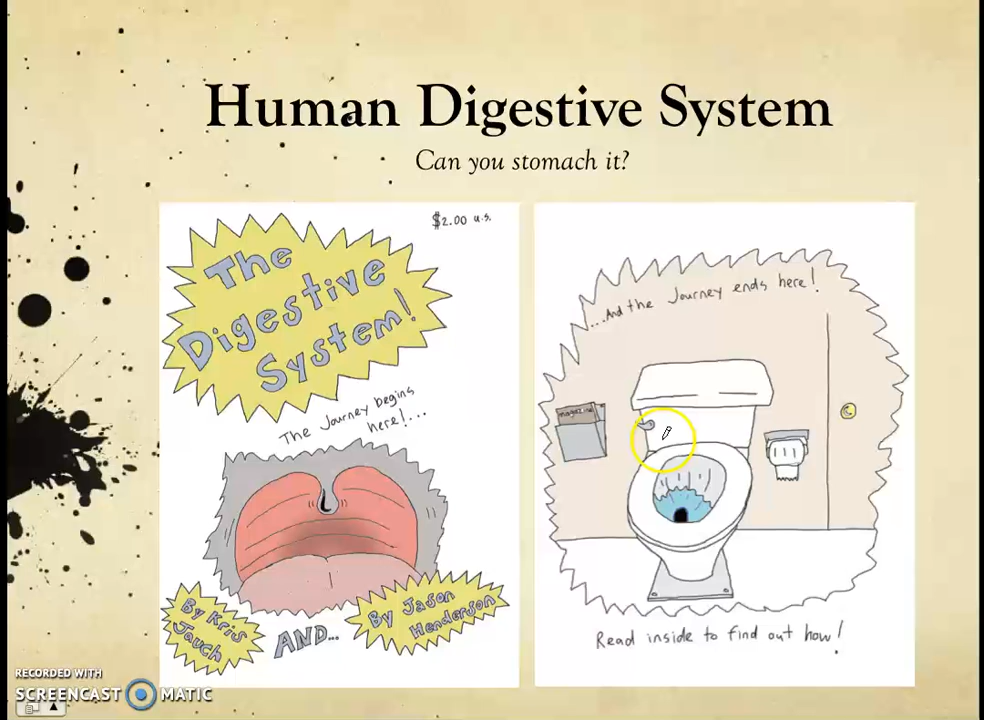 Human Digestive System
Can you stomach it?
$2.00 u.s.
The
Digestive
System!
The Journey begins
here!...
By Kris
Jauch
AND...
By Jason
Henderson
...And the Journey ends here!
magazine
Read inside to find out how!
RECORDED WITH
SCREENCAST MATIC